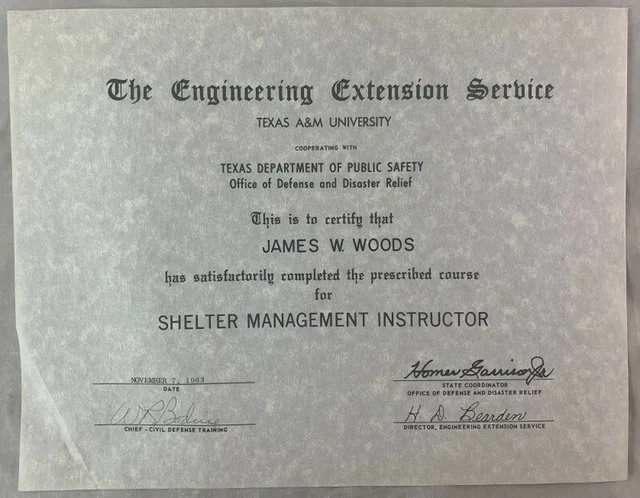 The Engineering Extension Service
TEXAS A&M UNIVERSITY
COOPERATING WITH
TEXAS DEPARTMENT OF PUBLIC SAFETY
Office of Defense and Disaster Relief
This is to certify that
JAMES W. WOODS
has satisfactorily completed the prescribed course
for
SHELTER MANAGEMENT INSTRUCTOR
NOVEMBER 7, 1963
DATE
Homer Garrison Jr
STATE COORDINATOR
OFFICE OF DEFENSE AND DISASTER RELIEF
W R Bodine
CHIEF - CIVIL DEFENSE TRAINING
H. D. Bearden
DIRECTOR, ENGINEERING EXTENSION SERVICE